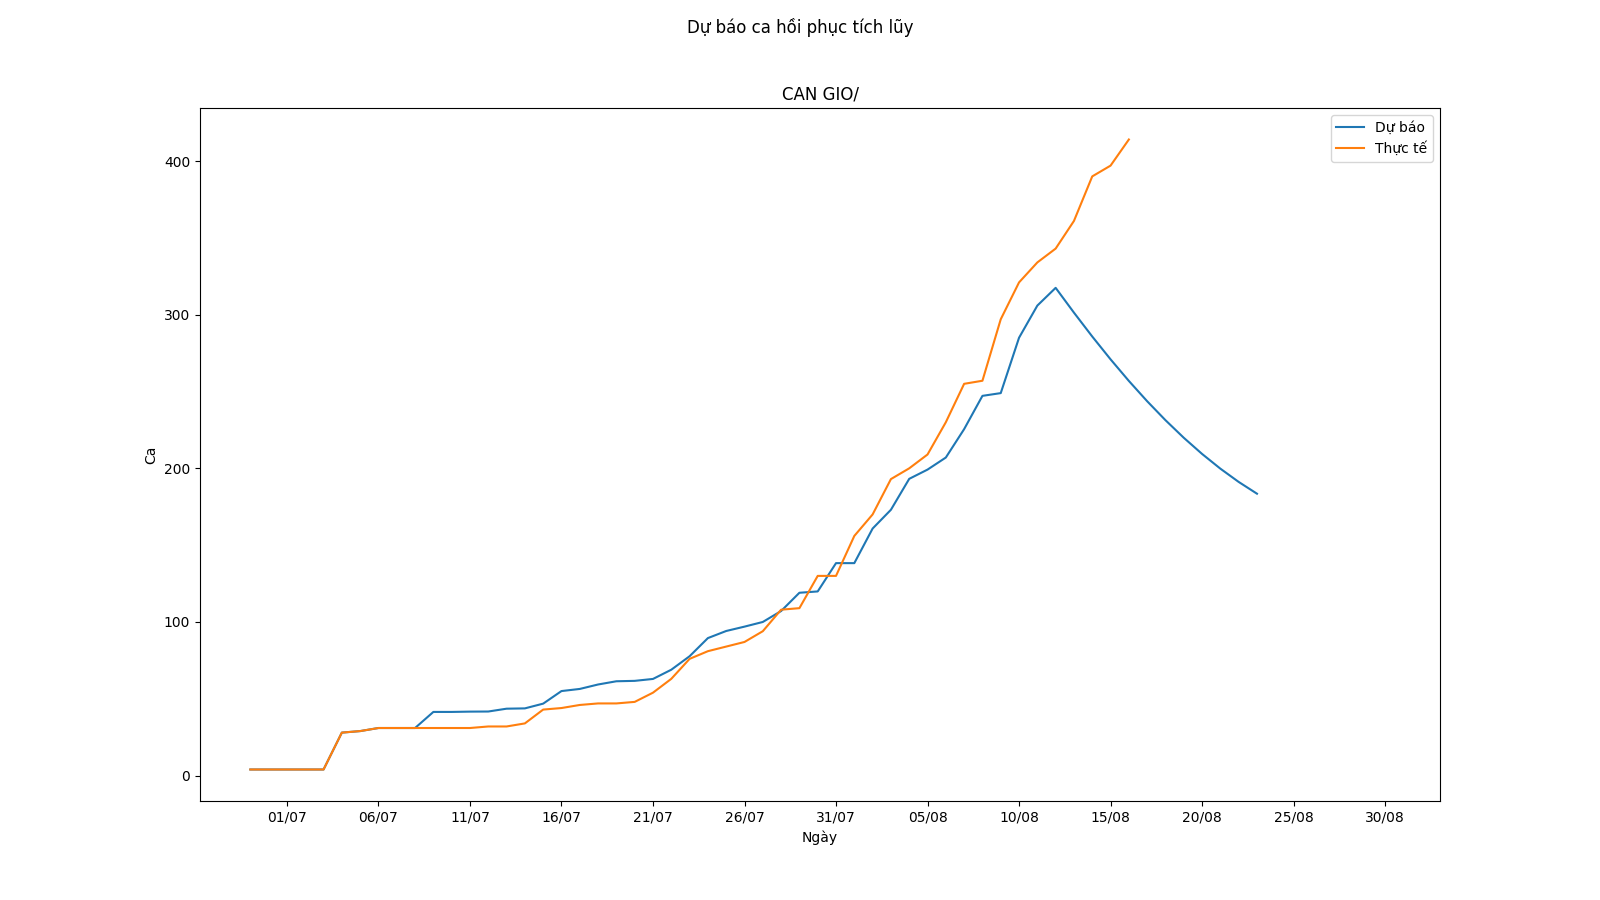 Dự báo ca hồi phục tích lũy
CAN GIO/
Dự báo
Thực tế
400
300
200
100
0
Ca
01/07 06/07 11/07 16/07 21/07 26/07 31/07 05/08 10/08 15/08 20/08 25/08 30/08
Ngày